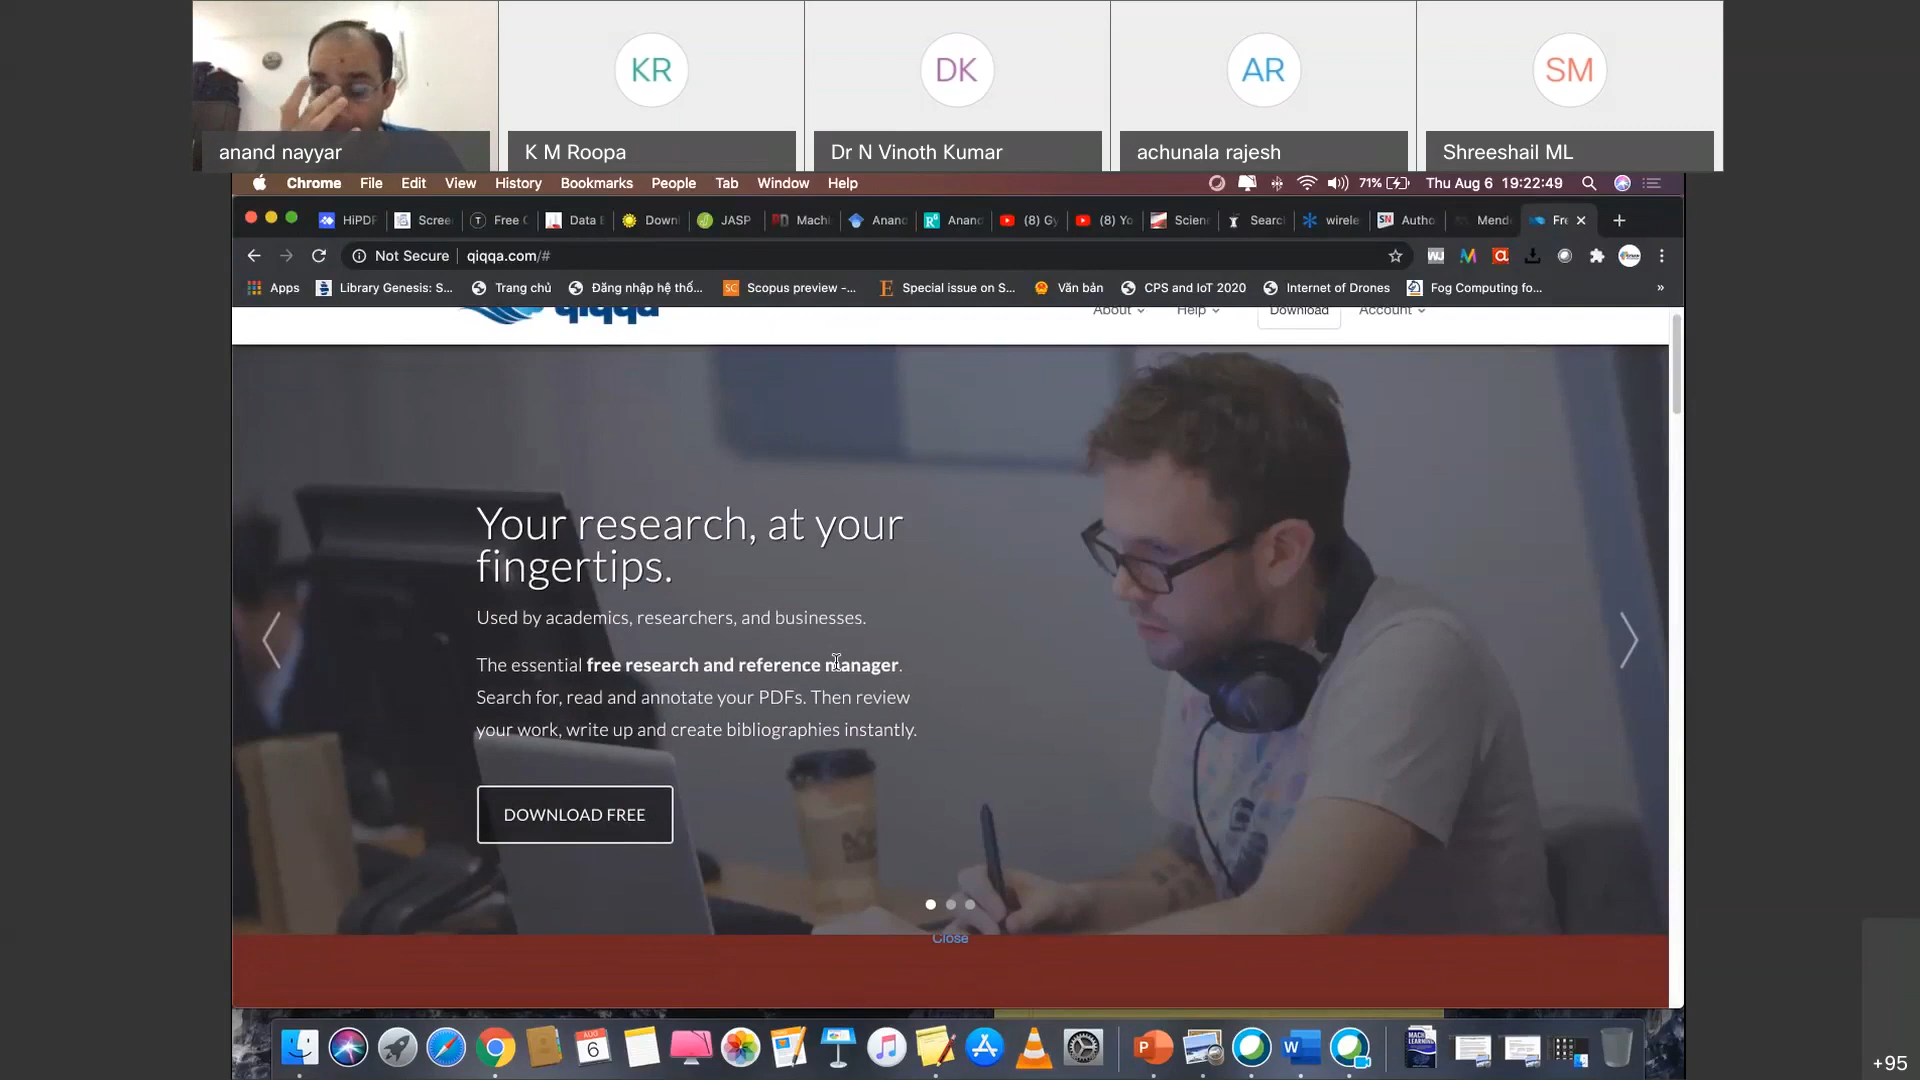 KR
DK
AR
SM
anand nayyar
K M Roopa
Dr N Vinoth Kumar
achunala rajesh
Shreeshail ML
Chrome File Edit View History Bookmarks People Tab Window Help
71% Thu Aug 6 19:22:49
HiPDF Scree Free Data Downl JASP Machi Anand Anand (8) Gy (8) Yo Scien Searc wirele Autho Mende Fre
Not Secure qiqqa.com/#
Apps Library Genesis: S... Trang chủ Đăng nhập hệ thố... Scopus preview -... Special issue on S... Văn bản CPS and IoT 2020 Internet of Drones Fog Computing fo... »
qiqqa
About Help Download Account
Your research, at your
fingertips.
Used by academics, researchers, and businesses.
The essential free research and reference manager.
Search for, read and annotate your PDFs. Then review
your work, write up and create bibliographies instantly.
DOWNLOAD FREE
Close
AUG
6
+95